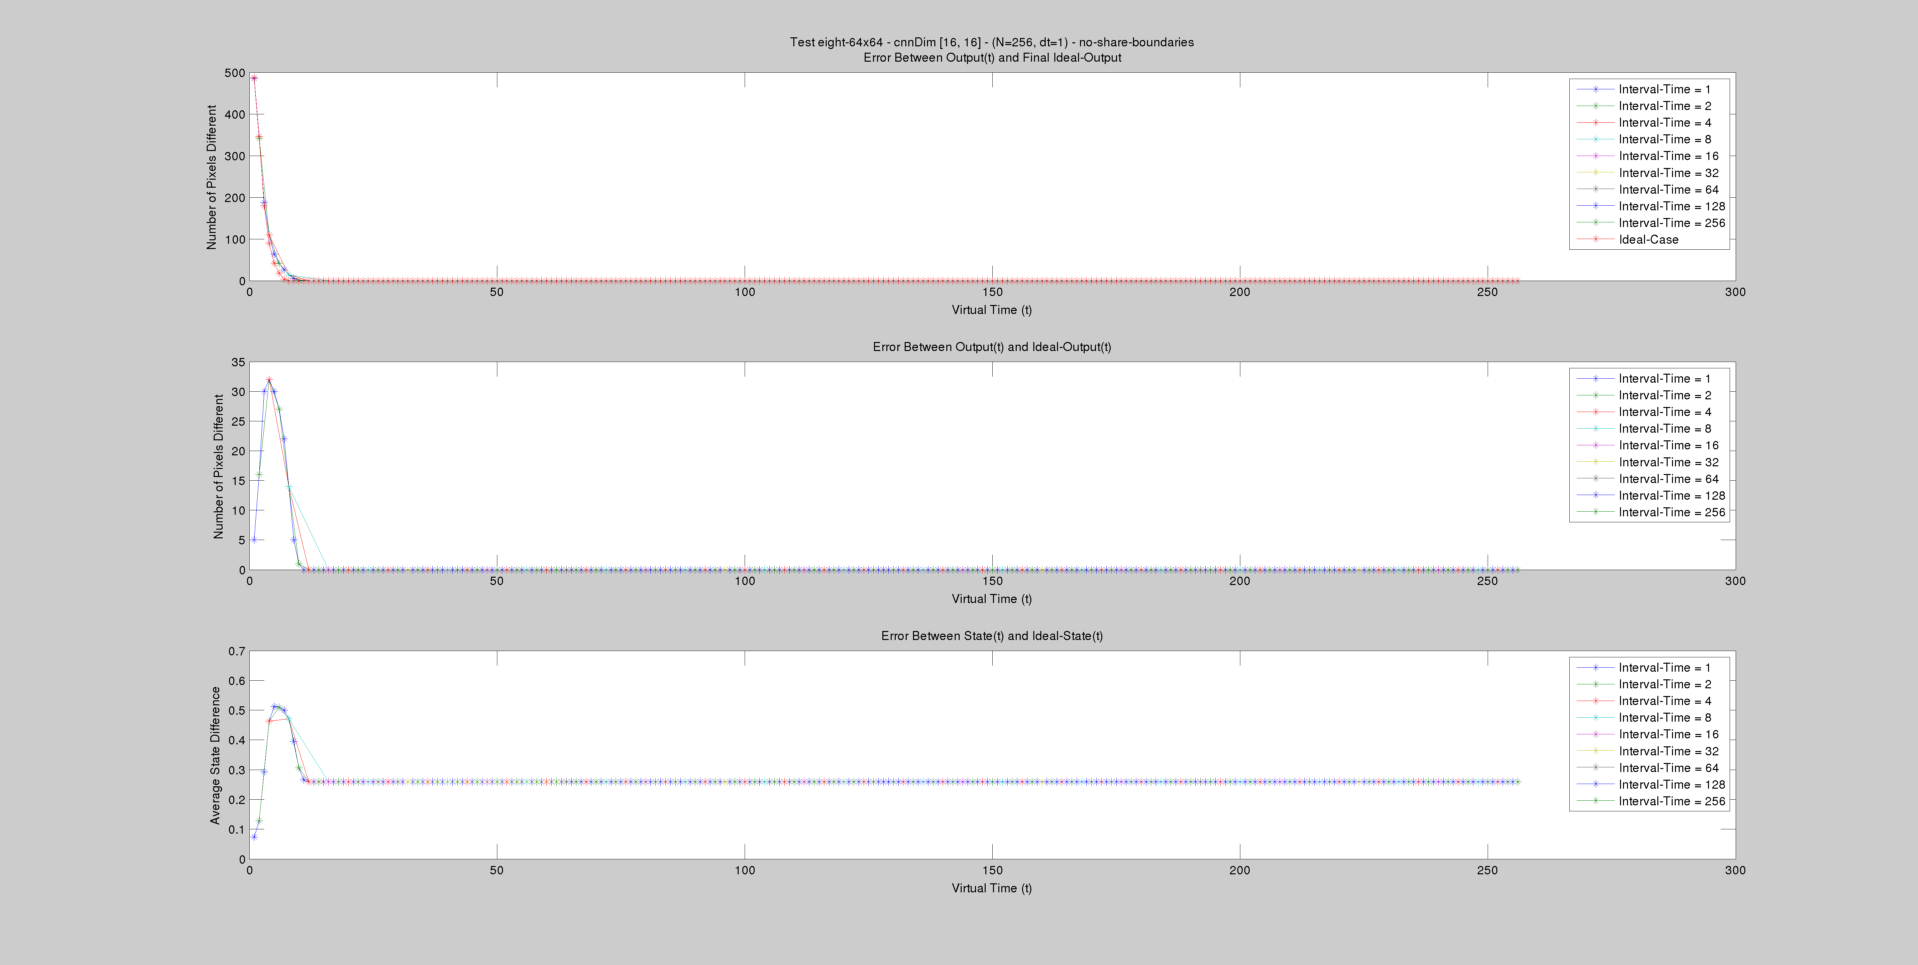 Test eight-64x64 - cnnDim [16, 16] - (N=256, dt=1) - no-share-boundaries
Error Between Output(t) and Final Ideal-Output
Number of Pixels Different
500
400
300
200
100
0
0 50 100 150 200 250 300
Virtual Time (t)
Interval-Time = 1
Interval-Time = 2
Interval-Time = 4
Interval-Time = 8
Interval-Time = 16
Interval-Time = 32
Interval-Time = 64
Interval-Time = 128
Interval-Time = 256
Ideal-Case
Error Between Output(t) and Ideal-Output(t)
Number of Pixels Different
35
30
25
20
15
10
5
0
0 50 100 150 200 250 300
Virtual Time (t)
Interval-Time = 1
Interval-Time = 2
Interval-Time = 4
Interval-Time = 8
Interval-Time = 16
Interval-Time = 32
Interval-Time = 64
Interval-Time = 128
Interval-Time = 256
Error Between State(t) and Ideal-State(t)
Average State Difference
0.7
0.6
0.5
0.4
0.3
0.2
0.1
0
0 50 100 150 200 250 300
Virtual Time (t)
Interval-Time = 1
Interval-Time = 2
Interval-Time = 4
Interval-Time = 8
Interval-Time = 16
Interval-Time = 32
Interval-Time = 64
Interval-Time = 128
Interval-Time = 256